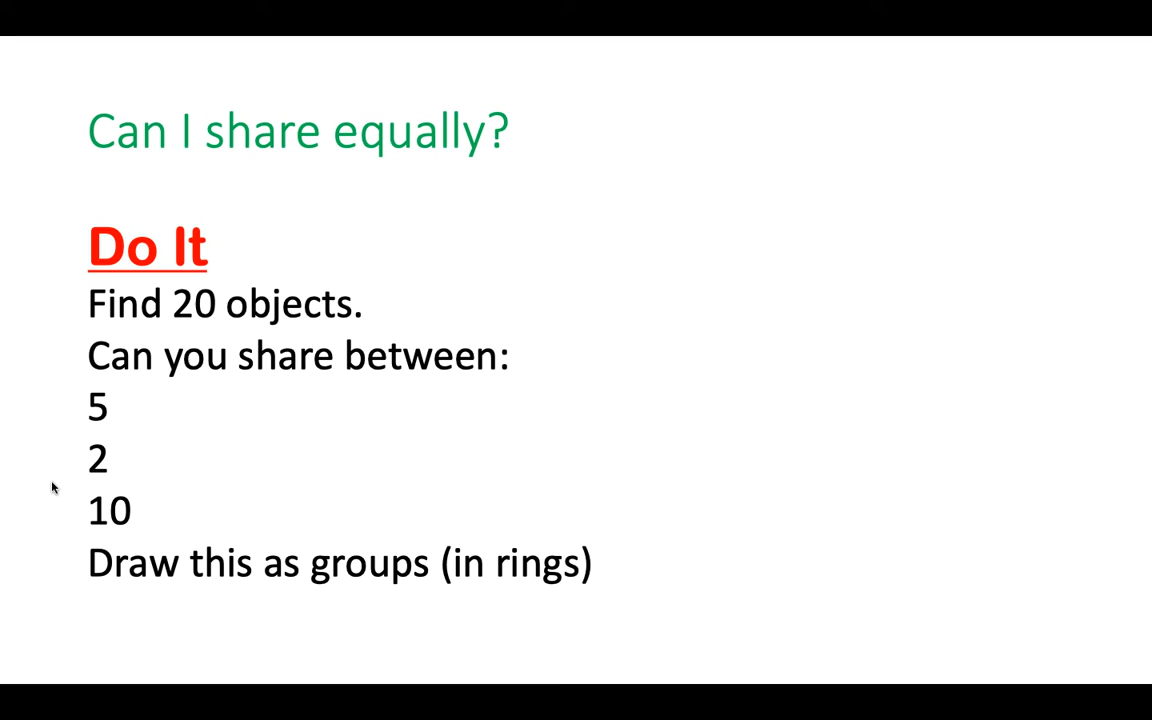 Can I share equally?
Do It
Find 20 objects.
Can you share between:
5
2
10
Draw this as groups (in rings)